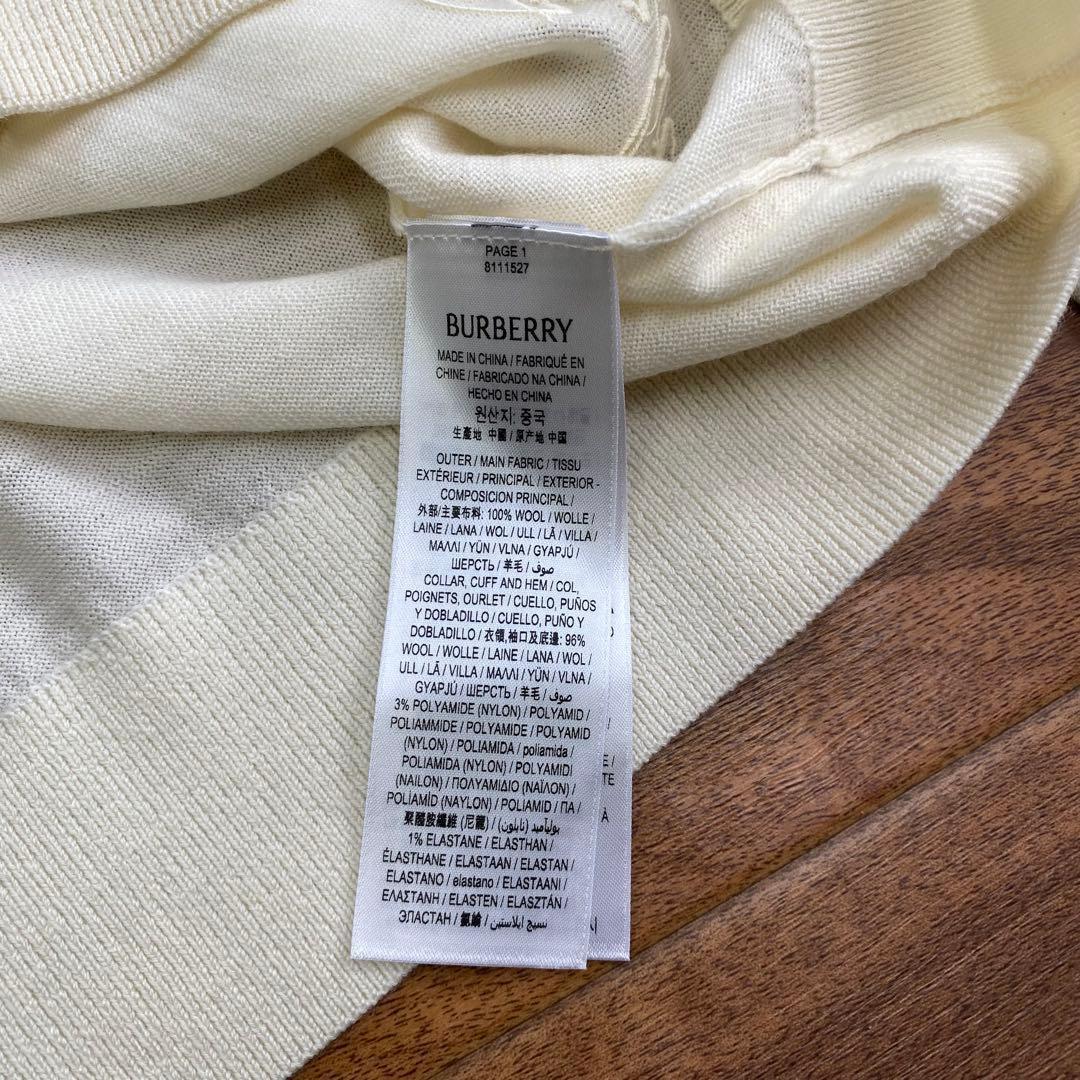 PAGE 1
8111527
BURBERRY
MADE IN CHINA / FABRIQUÉ EN
CHINE / FABRICADO NA CHINA /
HECHO EN CHINA
원산지: 중국
生產地 中國 / 原产地 中国
OUTER / MAIN FABRIC / TISSU
EXTÉRIEUR / PRINCIPAL / EXTERIOR -
COMPOSICION PRINCIPAL /
外部/主要布料: 100% WOOL / WOLLE /
LAINE / LANA / WOL / ULL / LÃ / VILLA /
ΜΑΛΛΙ / YÜN / VLNA / GYAPJÚ /
ШЕРСТЬ / 羊毛 / صوف
COLLAR, CUFF AND HEM / COL,
POIGNETS, OURLET / CUELLO, PUÑOS
Y DOBLADILLO / CUELLO, PUÑO Y
DOBLADILLO / 衣領,袖口及底邊: 96%
WOOL / WOLLE / LAINE / LANA / WOL /
ULL / LÃ / VILLA / ΜΑΛΛΙ / YÜN / VLNA /
GYAPJÚ / ШЕРСТЬ / 羊毛 / صوف /
3% POLYAMIDE (NYLON) / POLYAMID /
POLIAMMIDE / POLYAMIDE / POLYAMID
(NYLON) / POLIAMIDA / poliamida /
POLIAMIDA (NYLON) / POLYAMIDI
(NAILON) / ΠΟΛΥΑΜΙΔΙΟ (ΝΑΪΛΟΝ) /
POLİAMİD (NAYLON) / POLIAMID / ПА /
聚醯胺纖維 (尼龍) / بوليآميد (نايلون) /
1% ELASTANE / ELASTHAN /
ÉLASTHANE / ELASTAAN / ELASTAN /
ELASTANO / elastano / ELASTAANI /
ΕΛΑΣΤΑΝΗ / ELASTEN / ELASZTÁN /
ЭЛАСТАН / 氨綸 / نسيج ايلاستين
E /
TE
À